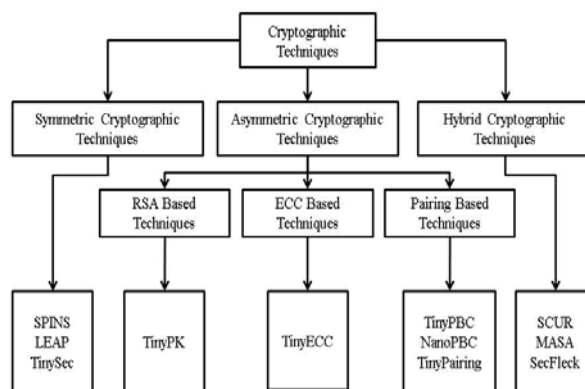 Cryptographic
Techniques
Symmetric Cryptographic
Techniques
Asymmetric Cryptographic
Techniques
Hybrid Cryptographic
Techniques
RSA Based
Techniques
ECC Based
Techniques
Pairing Based
Techniques
SPINS
LEAP
TinySec
TinyPK
TinyECC
TinyPBC
NanoPBC
TinyPairing
SCUR
MASA
SecFleck